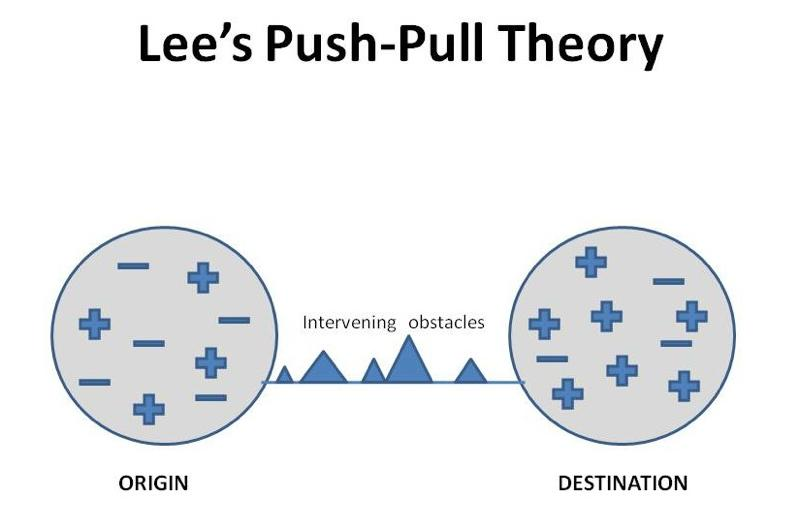 Lee’s Push-Pull Theory
Intervening obstacles
ORIGIN
DESTINATION